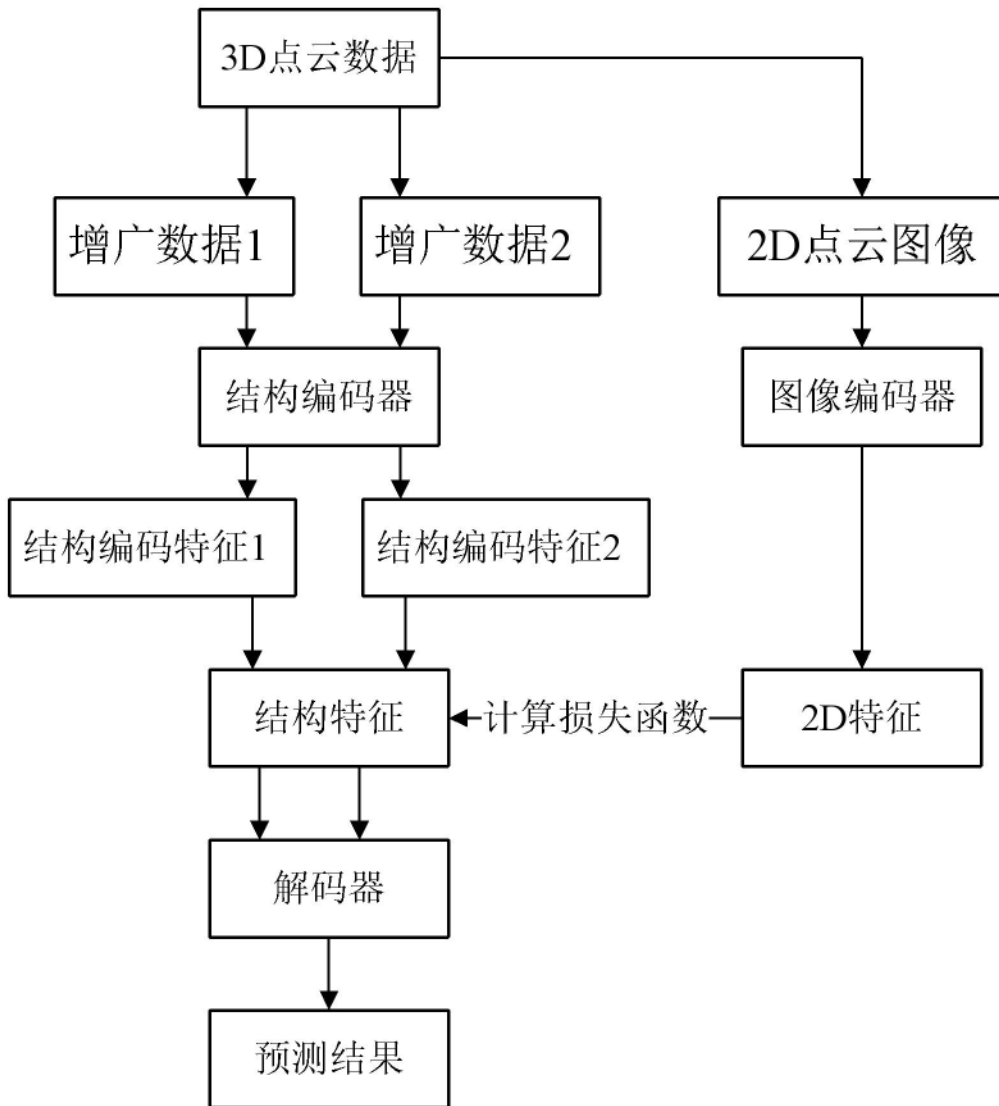 3D点云数据
增广数据1
增广数据2
2D点云图像
结构编码器
图像编码器
结构编码特征1
结构编码特征2
结构特征
计算损失函数
2D特征
解码器
预测结果